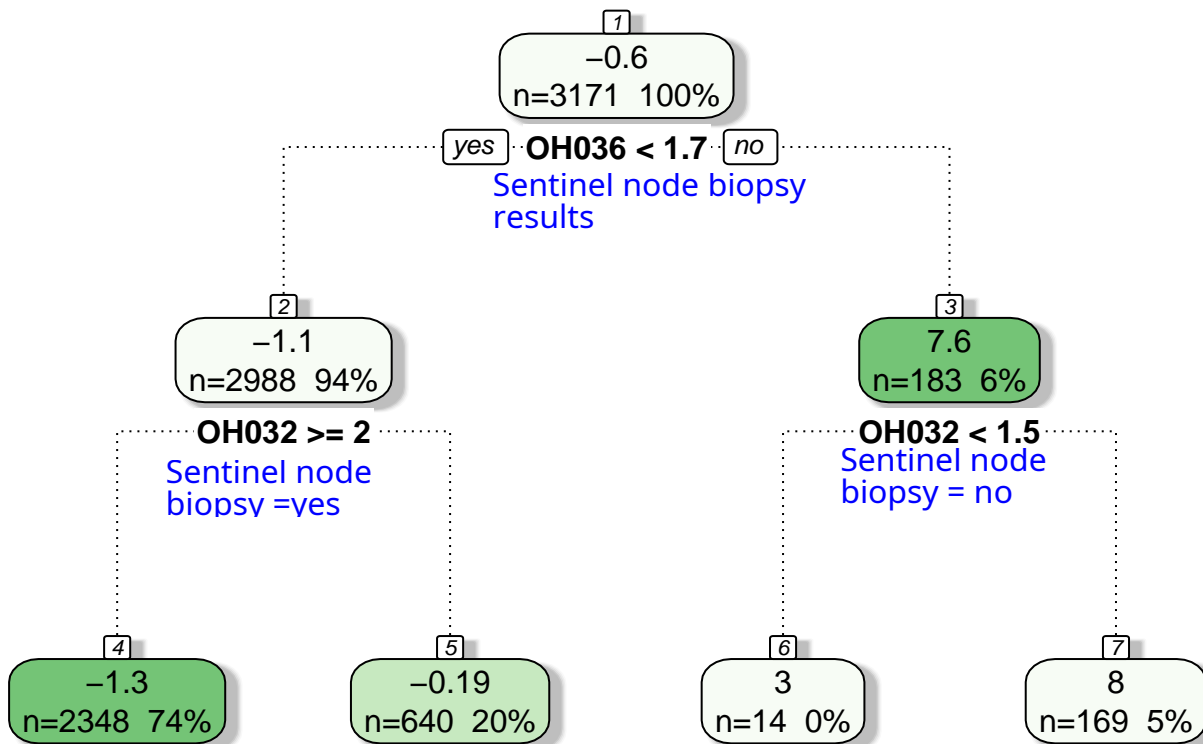 1
−0.6
n=3171 100%
yes OH036 < 1.7 no
Sentinel node biopsy
results
2
−1.1
n=2988 94%
3
7.6
n=183 6%
OH032 >= 2
Sentinel node
biopsy =yes
OH032 < 1.5
Sentinel node
biopsy = no
4
−1.3
n=2348 74%
5
−0.19
n=640 20%
6
3
n=14 0%
7
8
n=169 5%